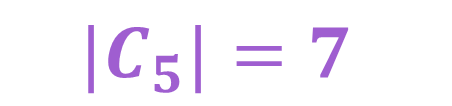 |C₅| = 7